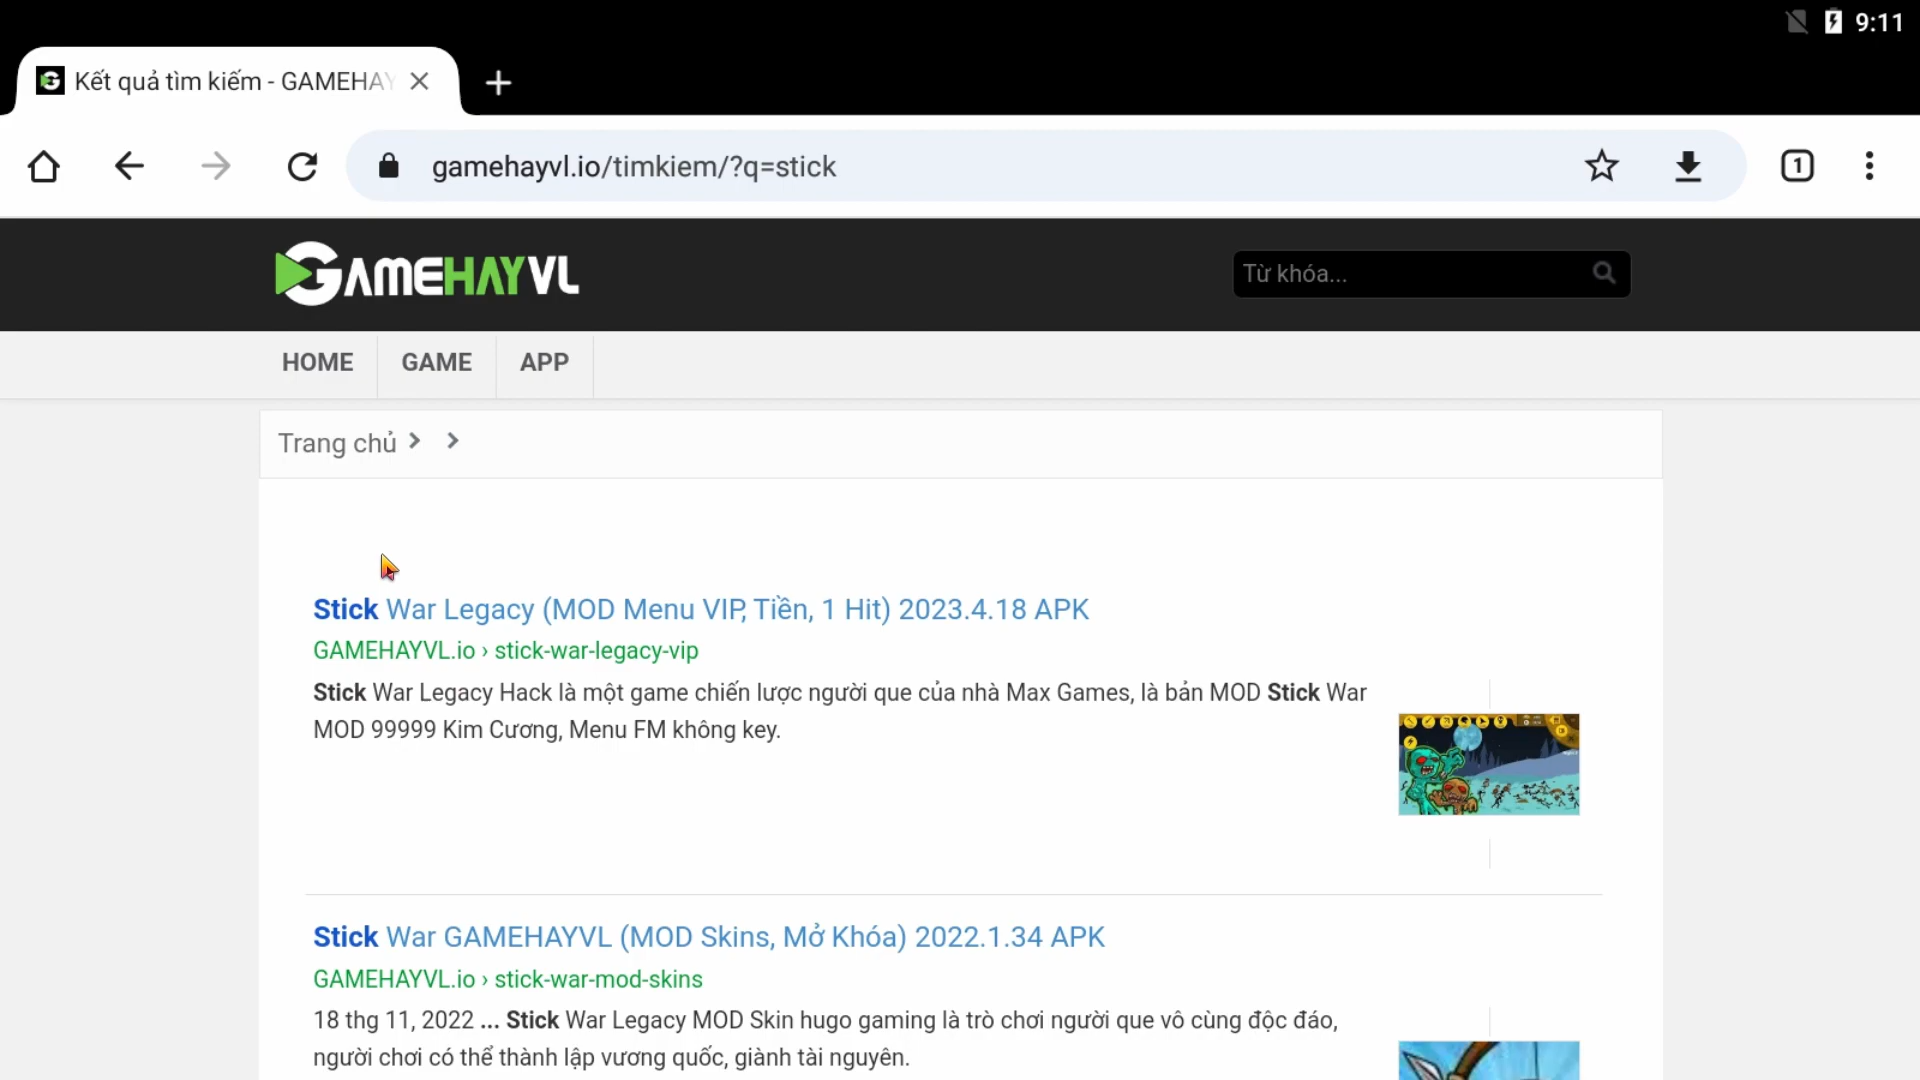 9:11
Kết quả tìm kiếm - GAMEHAY
gamehayvl.io/timkiem/?q=stick
1
GAMEHAYVL
Từ khóa...
HOME GAME APP
Trang chủ
Stick War Legacy (MOD Menu VIP, Tiền, 1 Hit) 2023.4.18 APK
GAMEHAYVL.io › stick-war-legacy-vip
Stick War Legacy Hack là một game chiến lược người que của nhà Max Games, là bản MOD Stick War
MOD 99999 Kim Cương, Menu FM không key.
Stick War GAMEHAYVL (MOD Skins, Mở Khóa) 2022.1.34 APK
GAMEHAYVL.io › stick-war-mod-skins
18 thg 11, 2022 ... Stick War Legacy MOD Skin hugo gaming là trò chơi người que vô cùng độc đáo,
người chơi có thể thành lập vương quốc, giành tài nguyên.